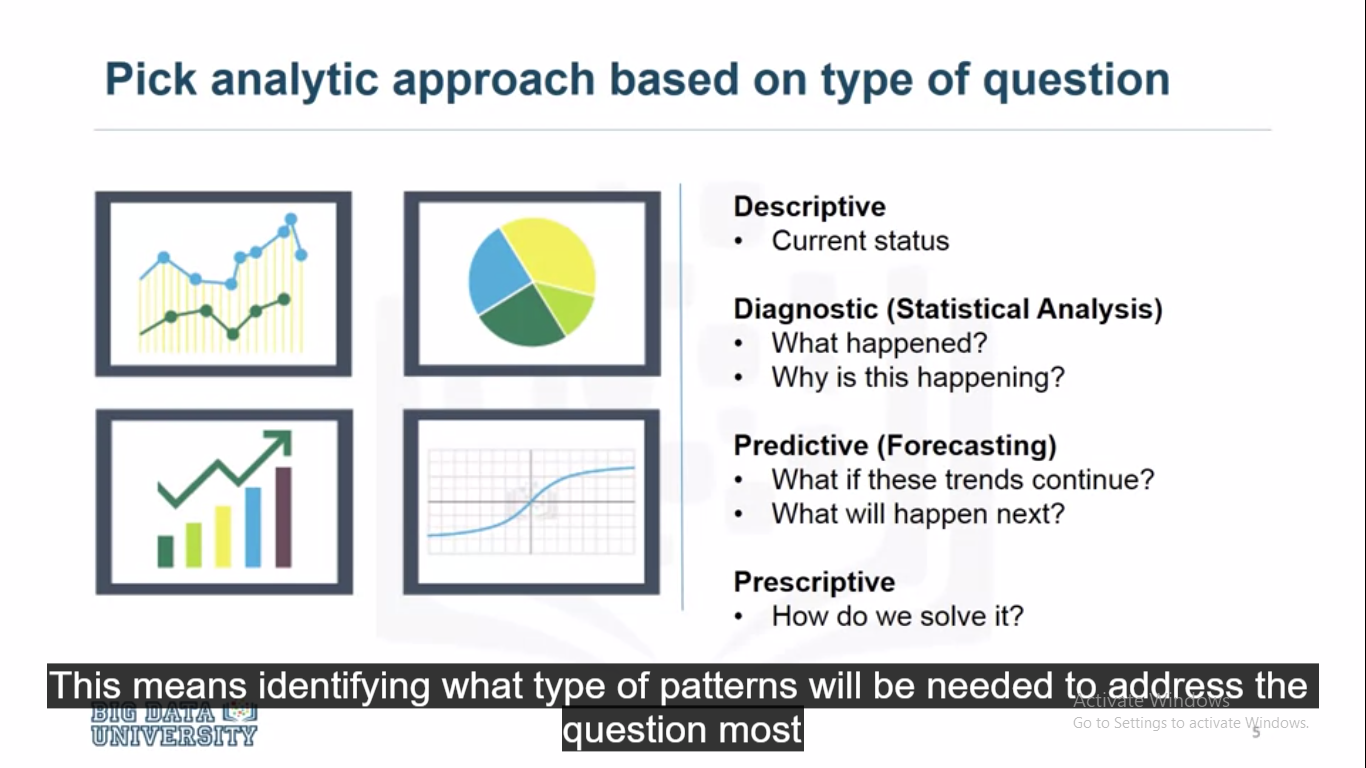 Pick analytic approach based on type of question
Descriptive
• Current status
Diagnostic (Statistical Analysis)
• What happened?
• Why is this happening?
Predictive (Forecasting)
• What if these trends continue?
• What will happen next?
Prescriptive
• How do we solve it?
This means identifying what type of patterns will be needed to address the
question most
BIG DATA
UNIVERSITY
Activate Windows
Go to Settings to activate Windows.
5